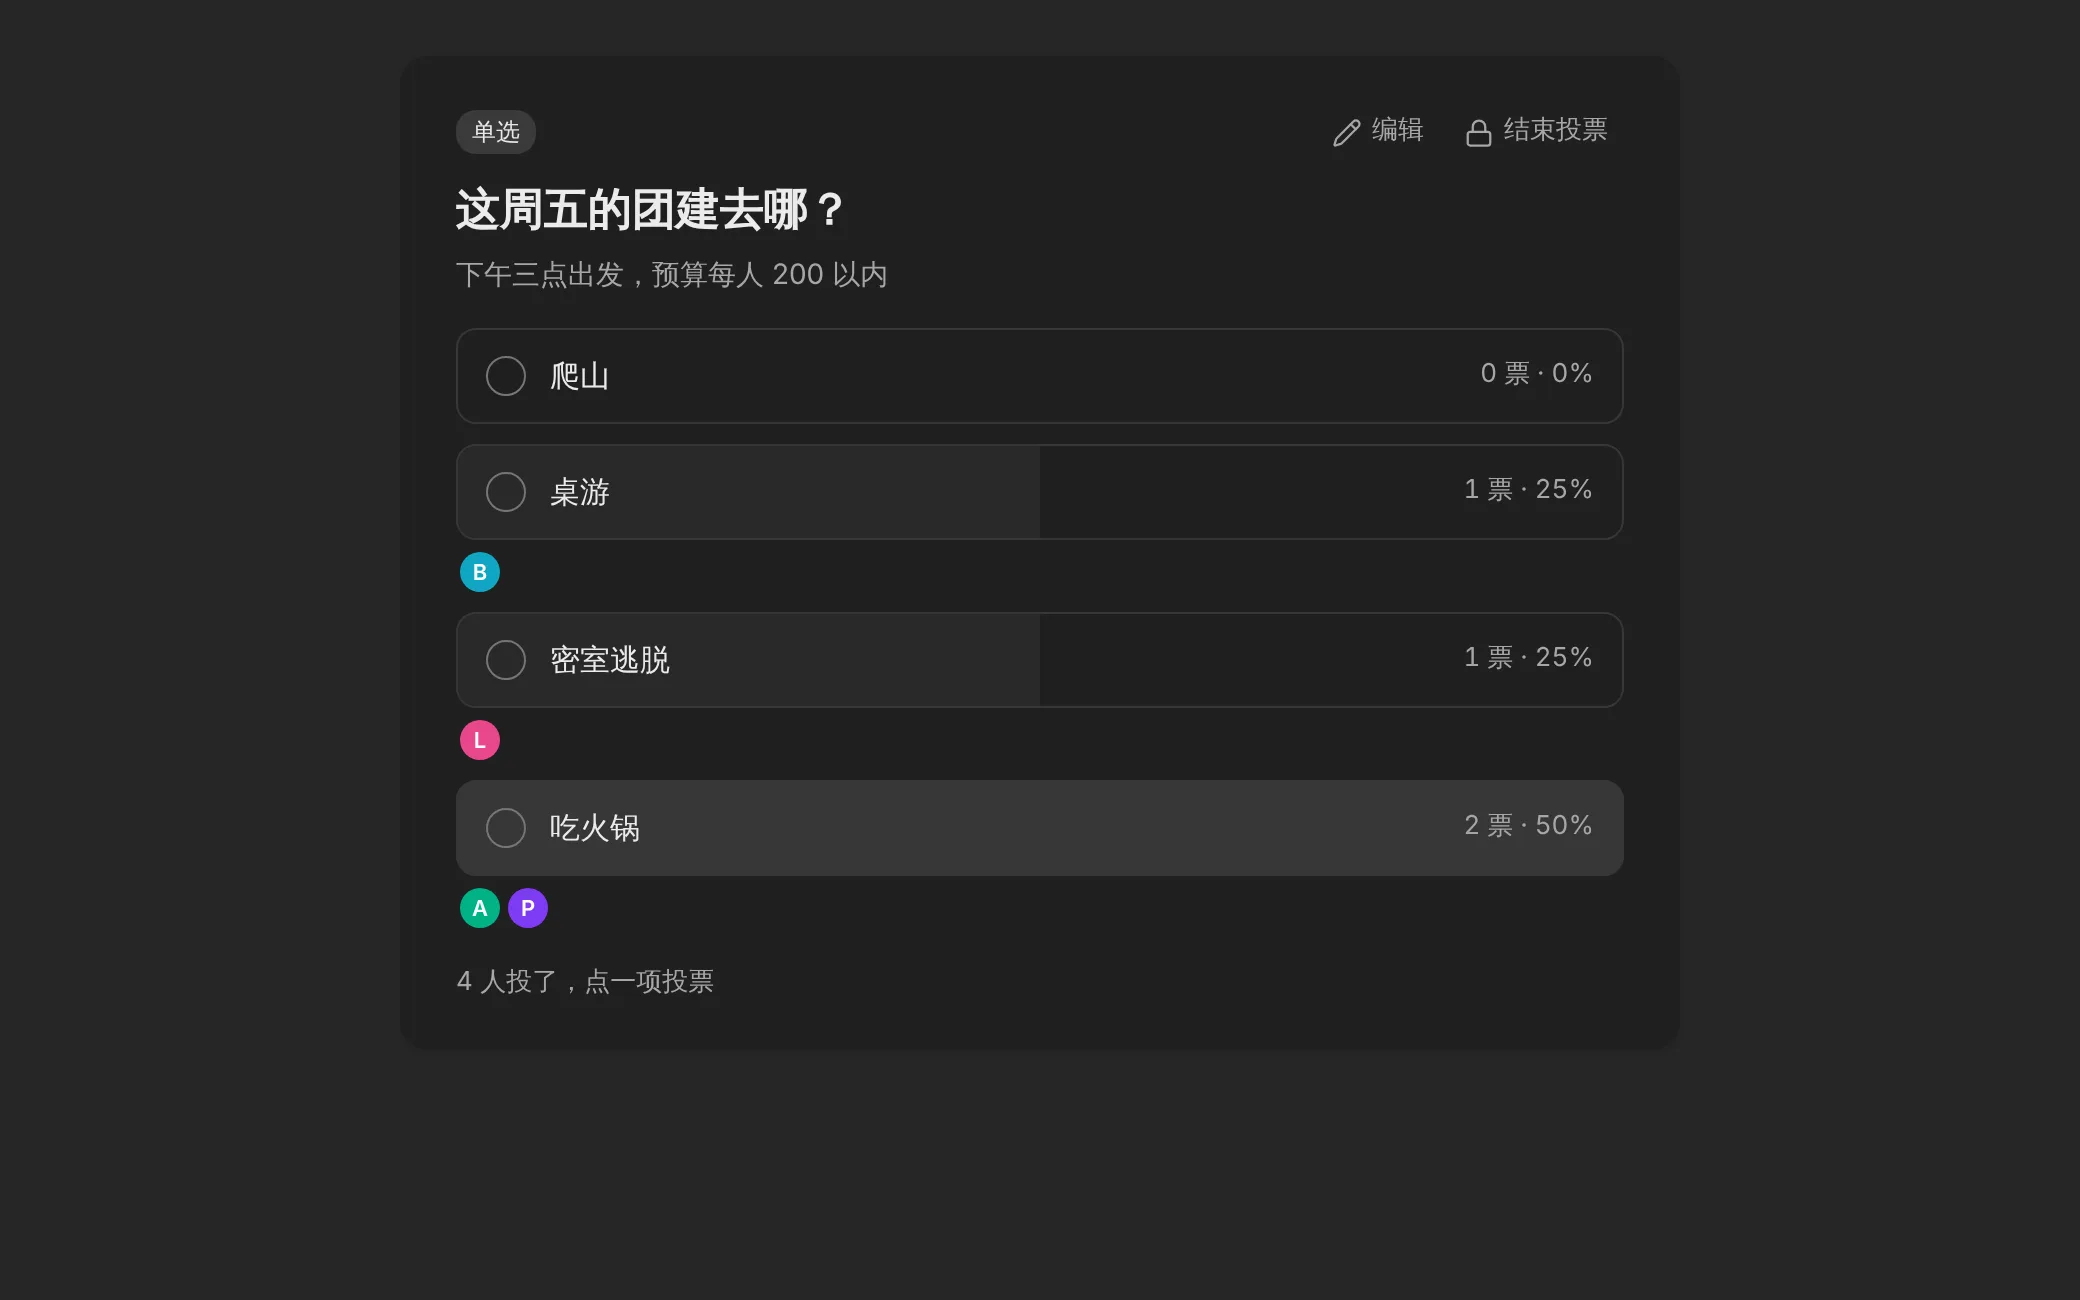 单选
编辑
结束投票
这周五的团建去哪？
下午三点出发，预算每人 200 以内
爬山
0 票 · 0%
桌游
1 票 · 25%
B
密室逃脱
1 票 · 25%
L
吃火锅
2 票 · 50%
A P
4 人投了，点一项投票